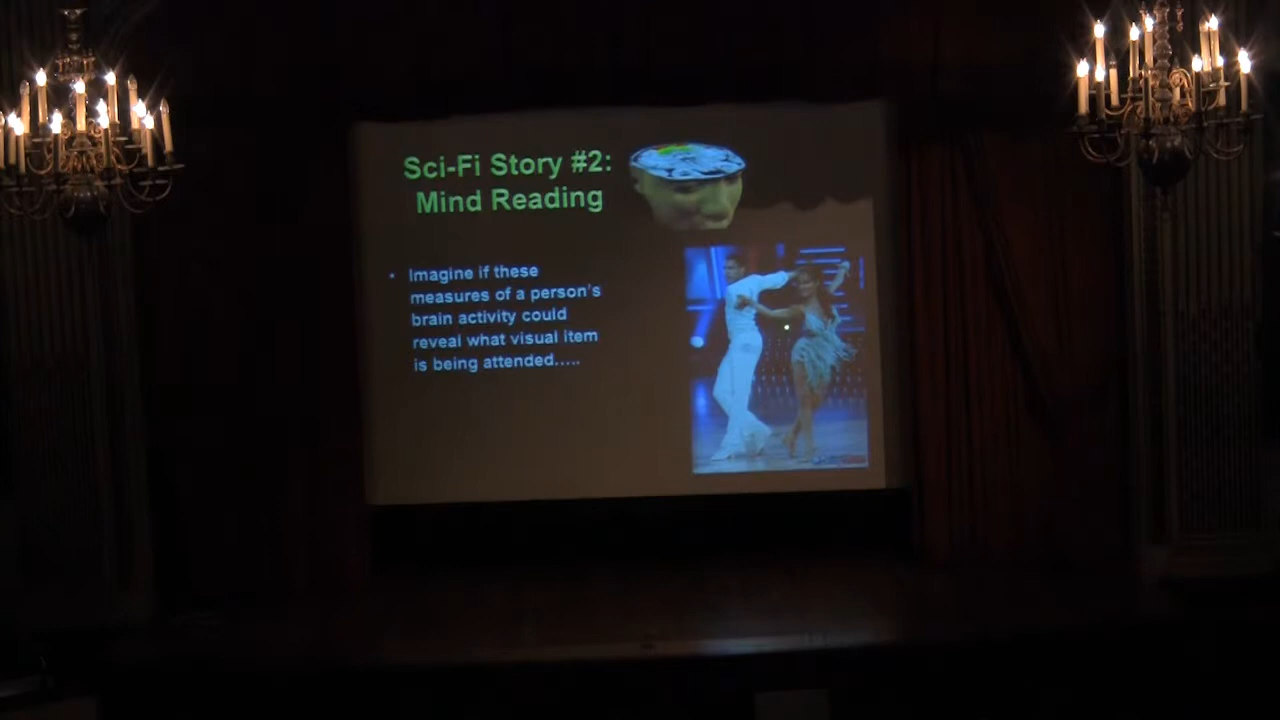 Sci-Fi Story #2:
Mind Reading
• Imagine if these
measures of a person's
brain activity could
reveal what visual item
is being attended.....